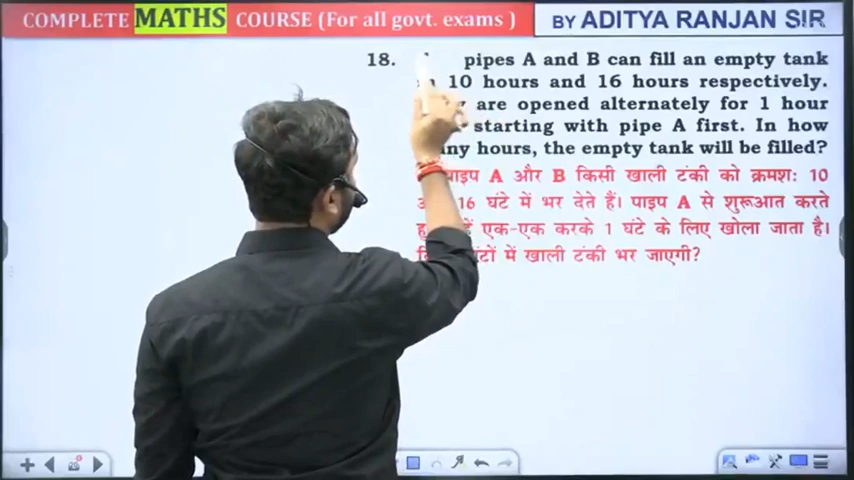 COMPLETE MATHS COURSE (For all govt. exams)
BY ADITYA RANJAN SIR
18. pipes A and B can fill an empty tank
10 hours and 16 hours respectively.
are opened alternately for 1 hour
starting with pipe A first. In how
hours, the empty tank will be filled?
पाइप A और B किसी खाली टंकी को क्रमश: 10
16 घंटे में भर देते हैं। पाइप A से शुरूआत करते
एक-एक करके 1 घंटे के लिए खोला जाता है।
में खाली टंकी भर जाएगी?